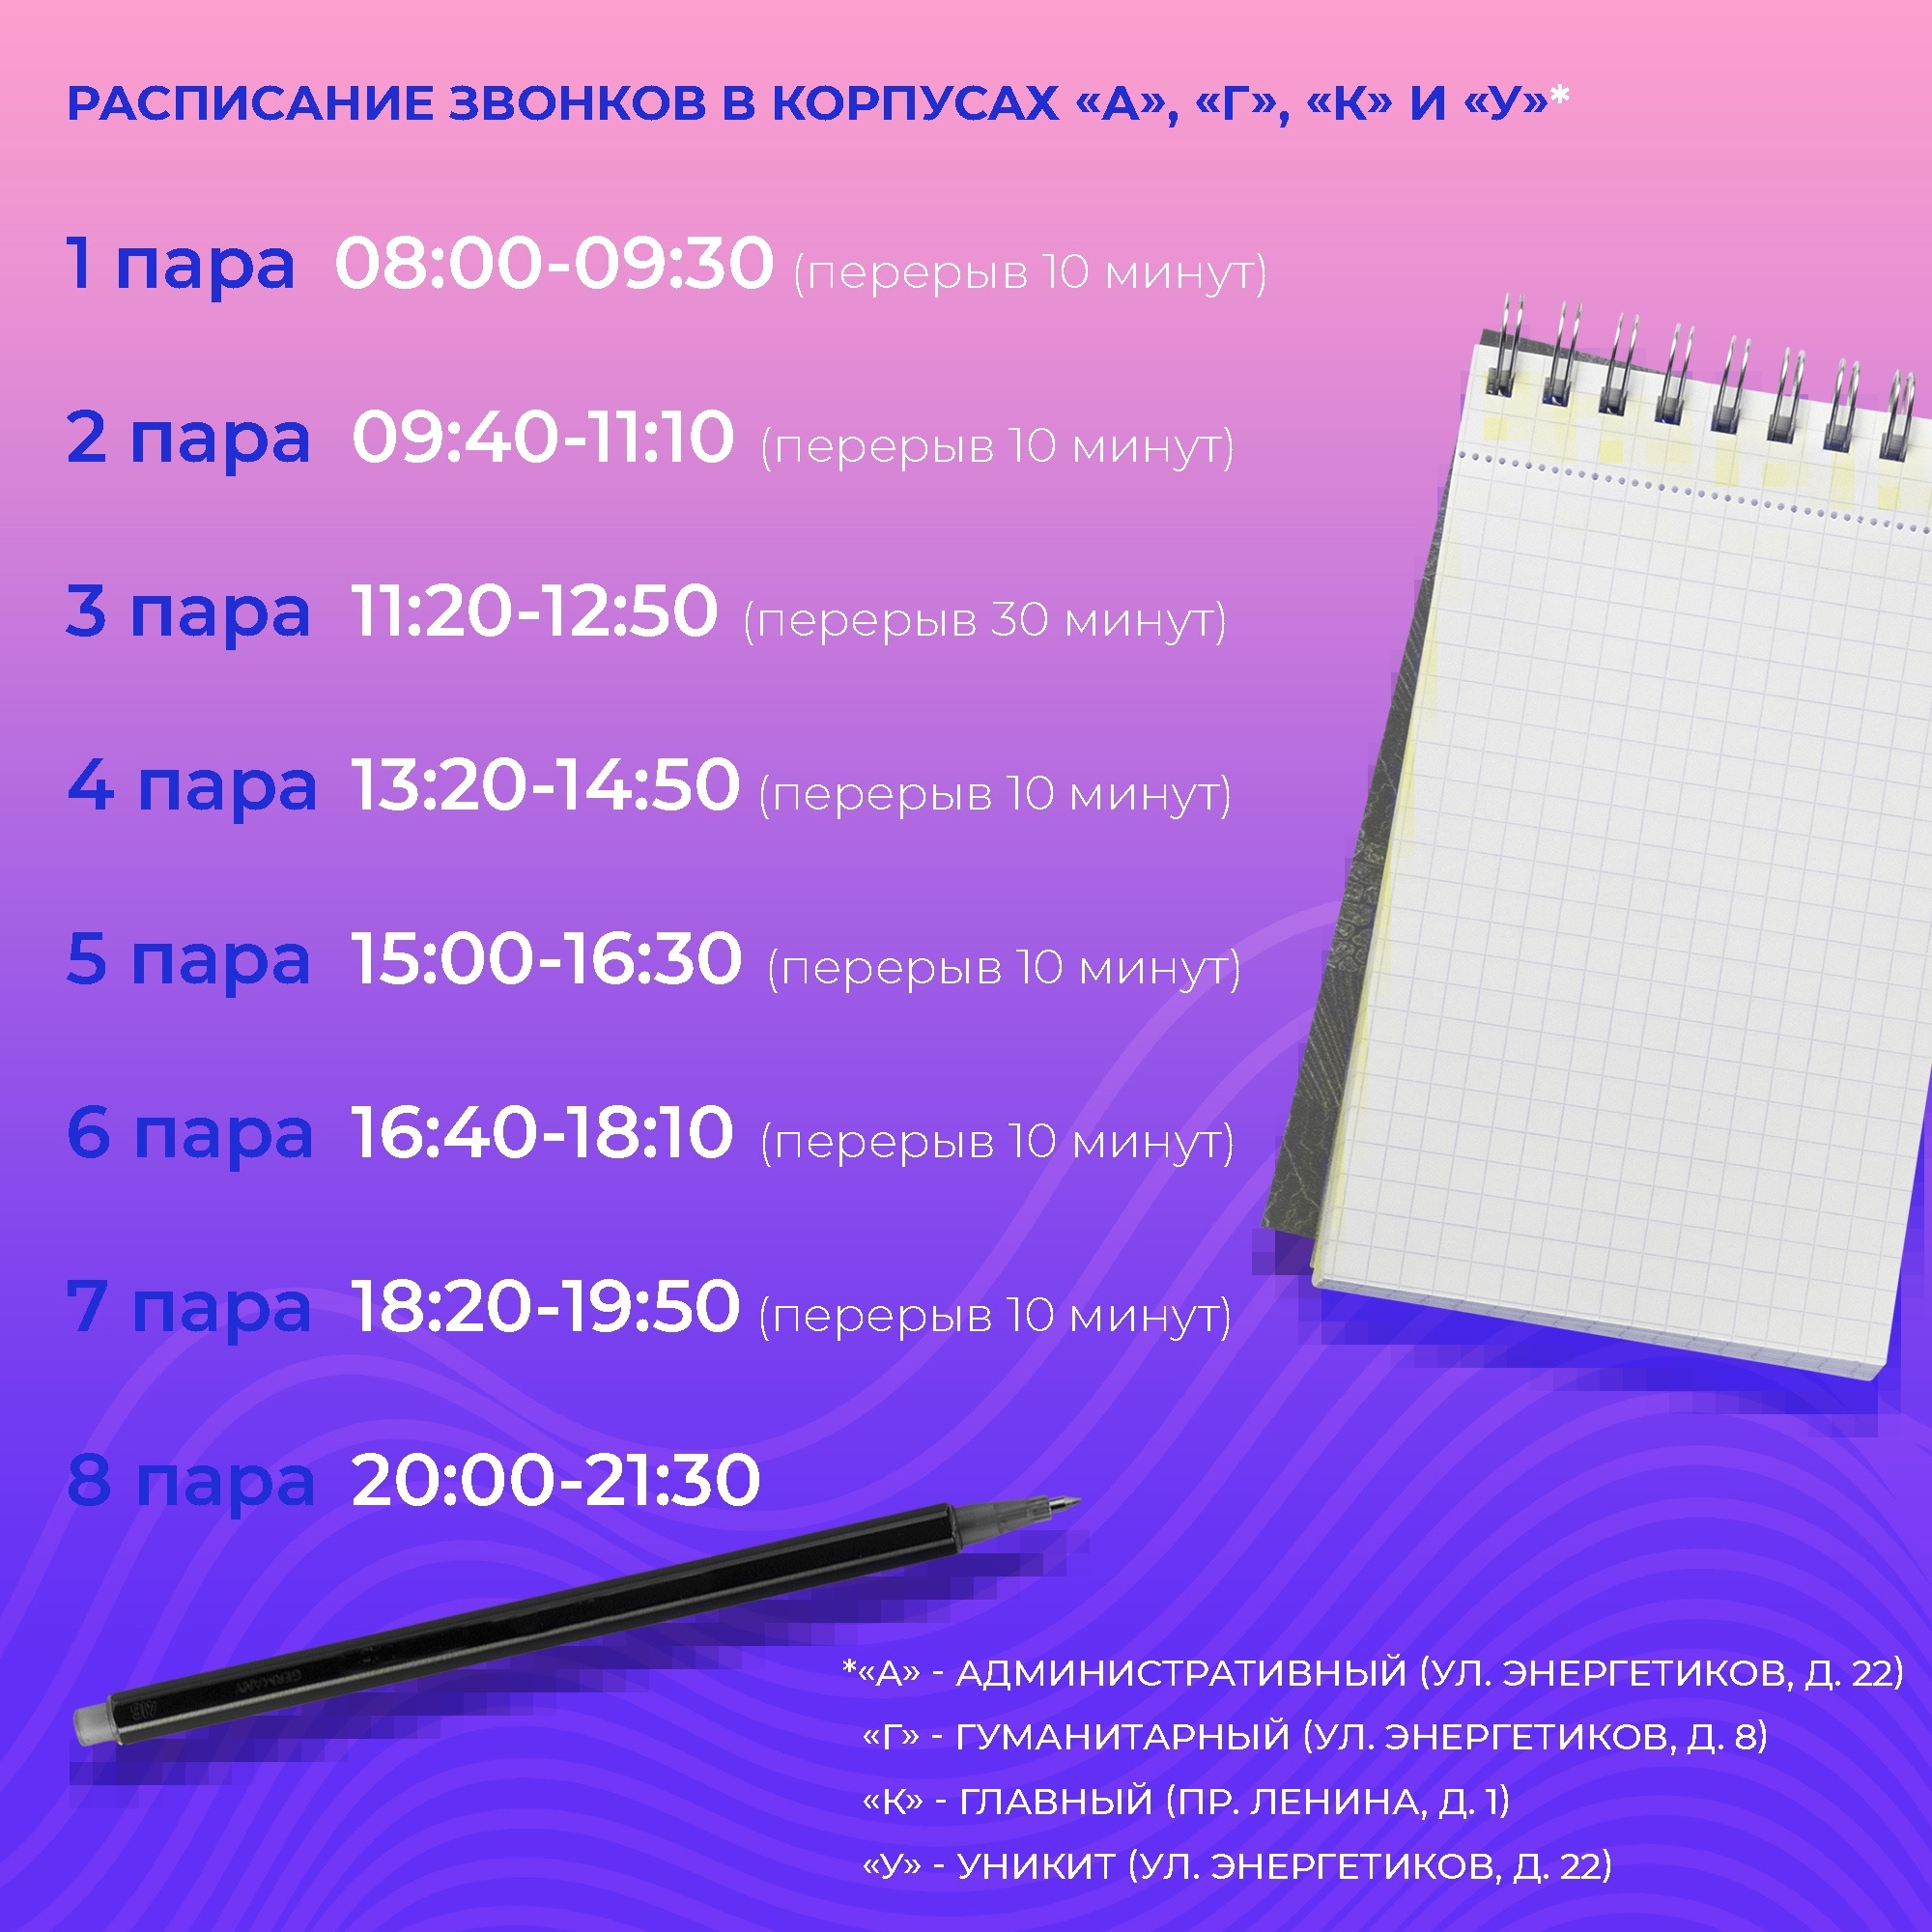 РАСПИСАНИЕ ЗВОНКОВ В КОРПУСАХ «А», «Г», «К» И «У»*
1 пара 08:00-09:30 (перерыв 10 минут)
2 пара 09:40-11:10 (перерыв 10 минут)
3 пара 11:20-12:50 (перерыв 30 минут)
4 пара 13:20-14:50 (перерыв 10 минут)
5 пара 15:00-16:30 (перерыв 10 минут)
6 пара 16:40-18:10 (перерыв 10 минут)
7 пара 18:20-19:50 (перерыв 10 минут)
8 пара 20:00-21:30
GERMANY
*«А» - АДМИНИСТРАТИВНЫЙ (УЛ. ЭНЕРГЕТИКОВ, Д. 22)
«Г» - ГУМАНИТАРНЫЙ (УЛ. ЭНЕРГЕТИКОВ, Д. 8)
«К» - ГЛАВНЫЙ (ПР. ЛЕНИНА, Д. 1)
«У» - УНИКИТ (УЛ. ЭНЕРГЕТИКОВ, Д. 22)